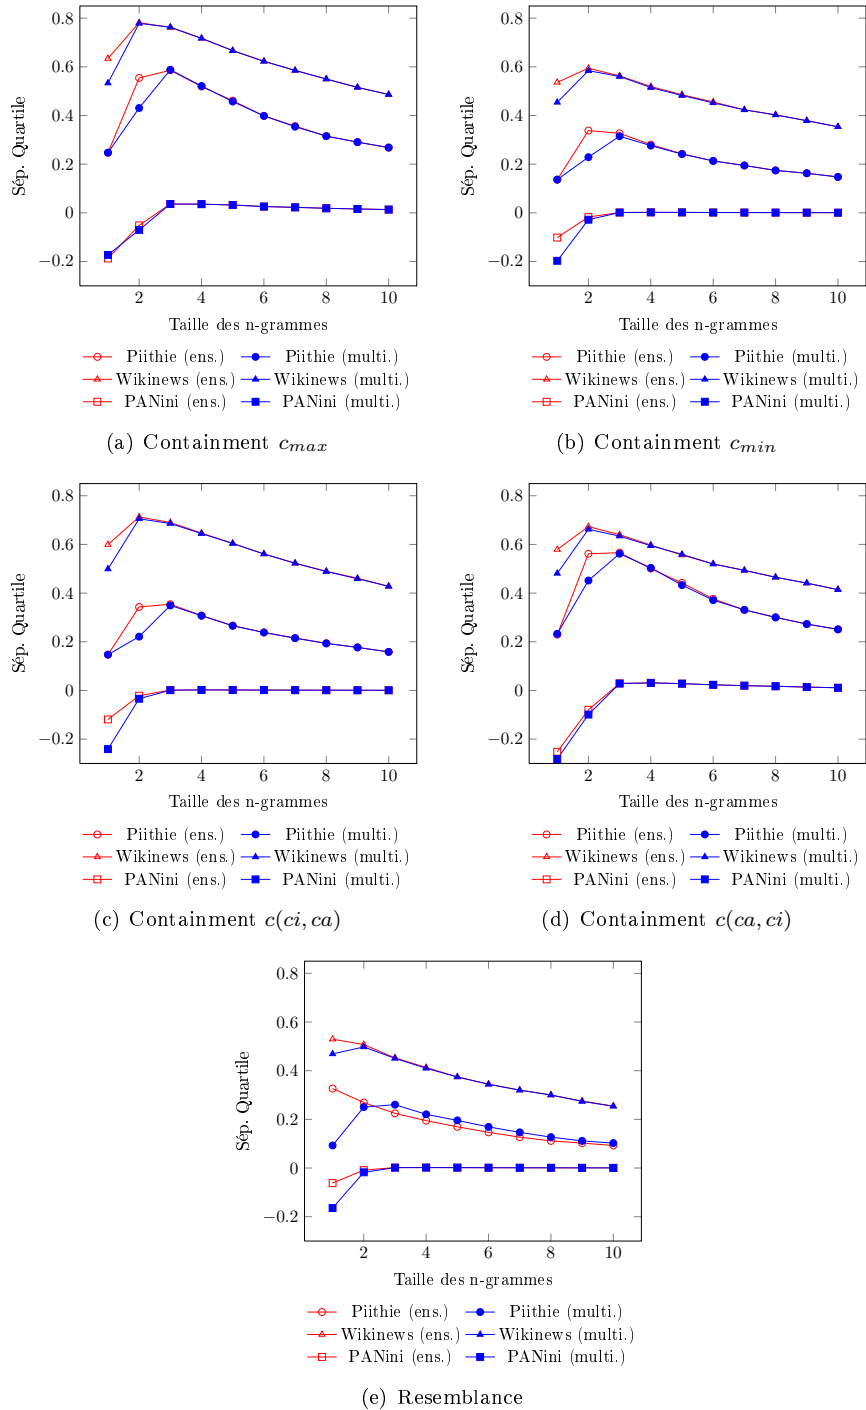 0.8
0.6
0.4
0.2
0
−0.2
Sép. Quartile
2 4 6 8 10
Taille des n-grammes
Piithie (ens.) Piithie (multi.)
Wikinews (ens.) Wikinews (multi.)
PANini (ens.) PANini (multi.)
(a) Containment c_max
0.8
0.6
0.4
0.2
0
−0.2
Sép. Quartile
2 4 6 8 10
Taille des n-grammes
Piithie (ens.) Piithie (multi.)
Wikinews (ens.) Wikinews (multi.)
PANini (ens.) PANini (multi.)
(b) Containment c_min
0.8
0.6
0.4
0.2
0
−0.2
Sép. Quartile
2 4 6 8 10
Taille des n-grammes
Piithie (ens.) Piithie (multi.)
Wikinews (ens.) Wikinews (multi.)
PANini (ens.) PANini (multi.)
(c) Containment c(ci, ca)
0.8
0.6
0.4
0.2
0
−0.2
Sép. Quartile
2 4 6 8 10
Taille des n-grammes
Piithie (ens.) Piithie (multi.)
Wikinews (ens.) Wikinews (multi.)
PANini (ens.) PANini (multi.)
(d) Containment c(ca, ci)
0.8
0.6
0.4
0.2
0
−0.2
Sép. Quartile
2 4 6 8 10
Taille des n-grammes
Piithie (ens.) Piithie (multi.)
Wikinews (ens.) Wikinews (multi.)
PANini (ens.) PANini (multi.)
(e) Resemblance